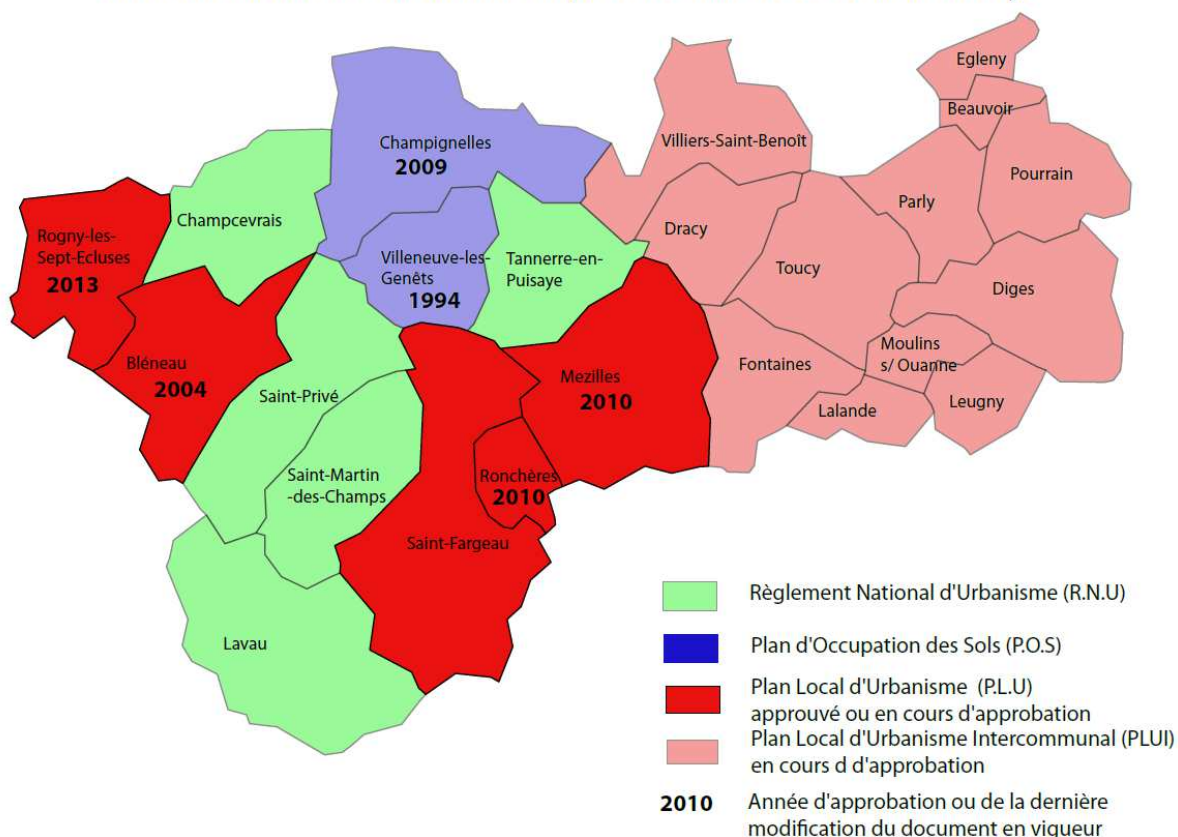 Egleny
Beauvoir
Champignelles
2009
Villiers-Saint-Benoît
Pourrain
Parly
Champcevrais
Rogny-les-
Sept-Ecluses
2013
Dracy
Villeneuve-les-
Genêts
1994
Tannerre-en-
Puisaye
Toucy
Diges
Bléneau
2004
Moulins
s/ Ouanne
Fontaines
Mezilles
2010
Saint-Privé
Lalande
Leugny
Saint-Martin
-des-Champs
Ronchères
2010
Saint-Fargeau
Lavau
Règlement National d'Urbanisme (R.N.U)
Plan d'Occupation des Sols (P.O.S)
Plan Local d'Urbanisme (P.L.U)
approuvé ou en cours d'approbation
Plan Local d'Urbanisme Intercommunal (PLUI)
en cours d d'approbation
2010 Année d'approbation ou de la dernière
modification du document en vigueur